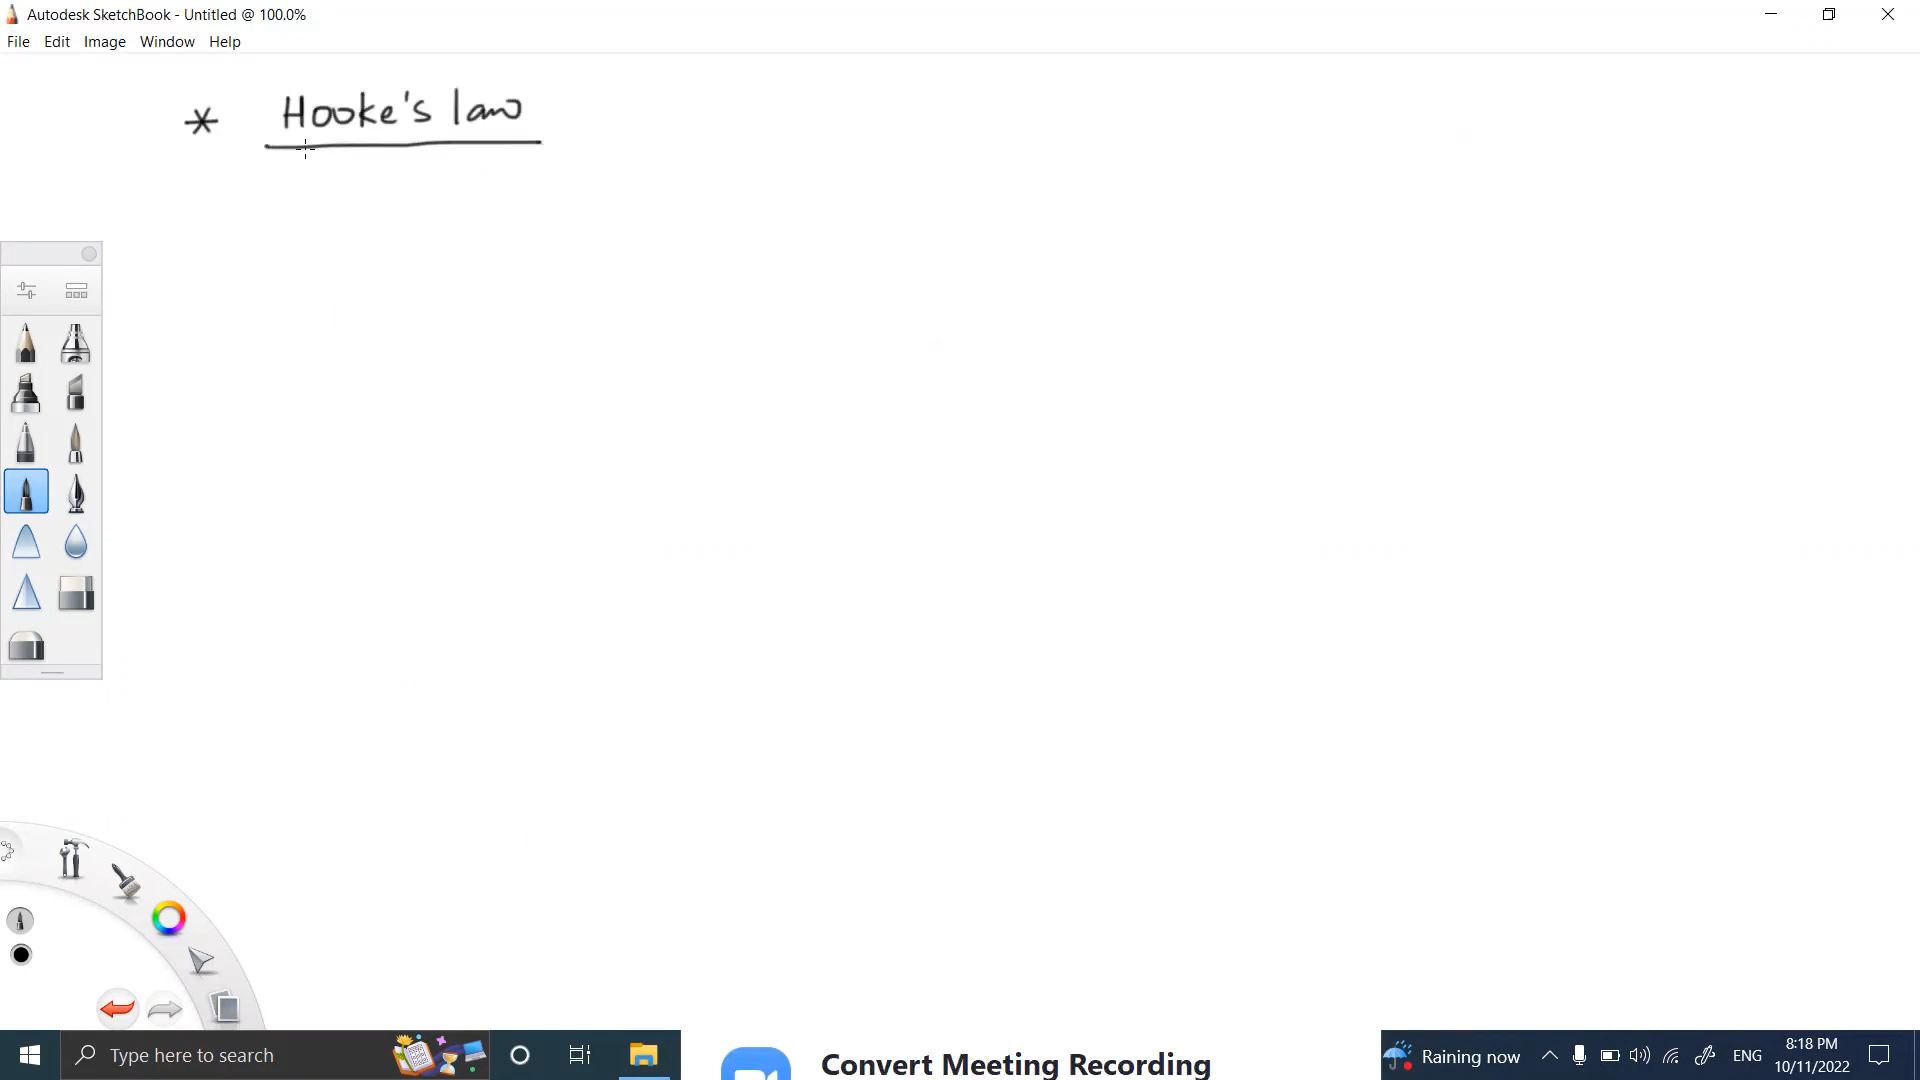 Autodesk SketchBook - Untitled @ 100.0%
File Edit Image Window Help
* Hooke's law
Type here to search
Convert Meeting Recording
Raining now
ENG
8:18 PM
10/11/2022